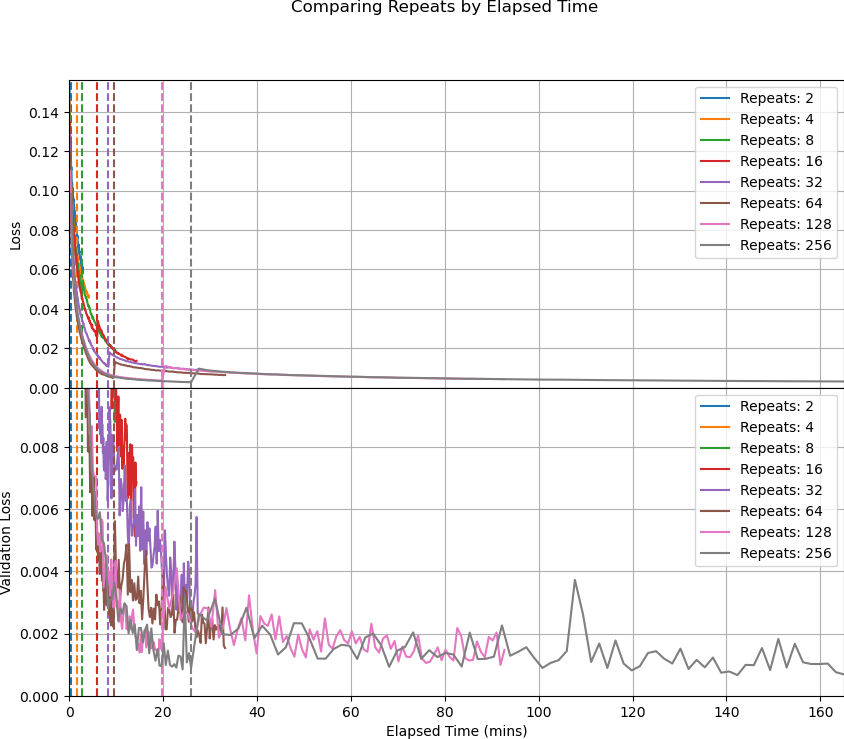 Comparing Repeats by Elapsed Time
Loss
0.14
0.12
0.10
0.08
0.06
0.04
0.02
0.00
Repeats: 2
Repeats: 4
Repeats: 8
Repeats: 16
Repeats: 32
Repeats: 64
Repeats: 128
Repeats: 256
Validation Loss
0.008
0.006
0.004
0.002
0.000
Repeats: 2
Repeats: 4
Repeats: 8
Repeats: 16
Repeats: 32
Repeats: 64
Repeats: 128
Repeats: 256
0 20 40 60 80 100 120 140 160
Elapsed Time (mins)